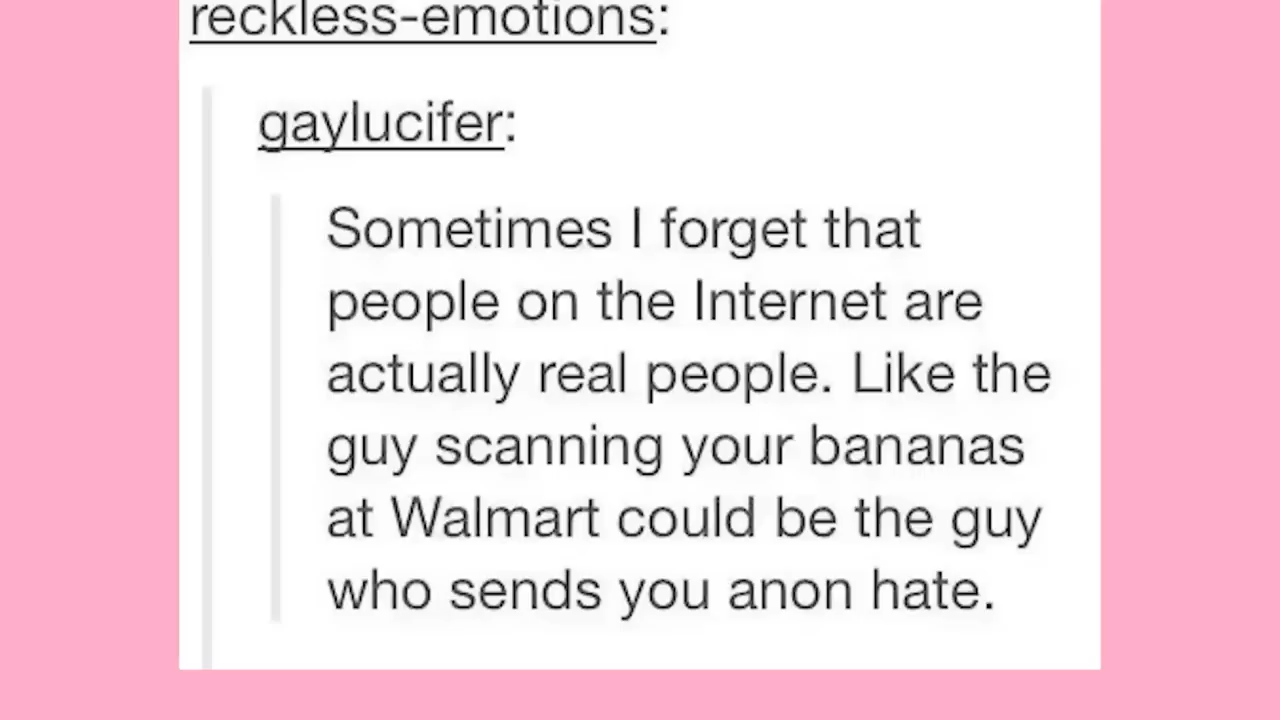 reckless-emotions:
gaylucifer:
Sometimes I forget that
people on the Internet are
actually real people. Like the
guy scanning your bananas
at Walmart could be the guy
who sends you anon hate.